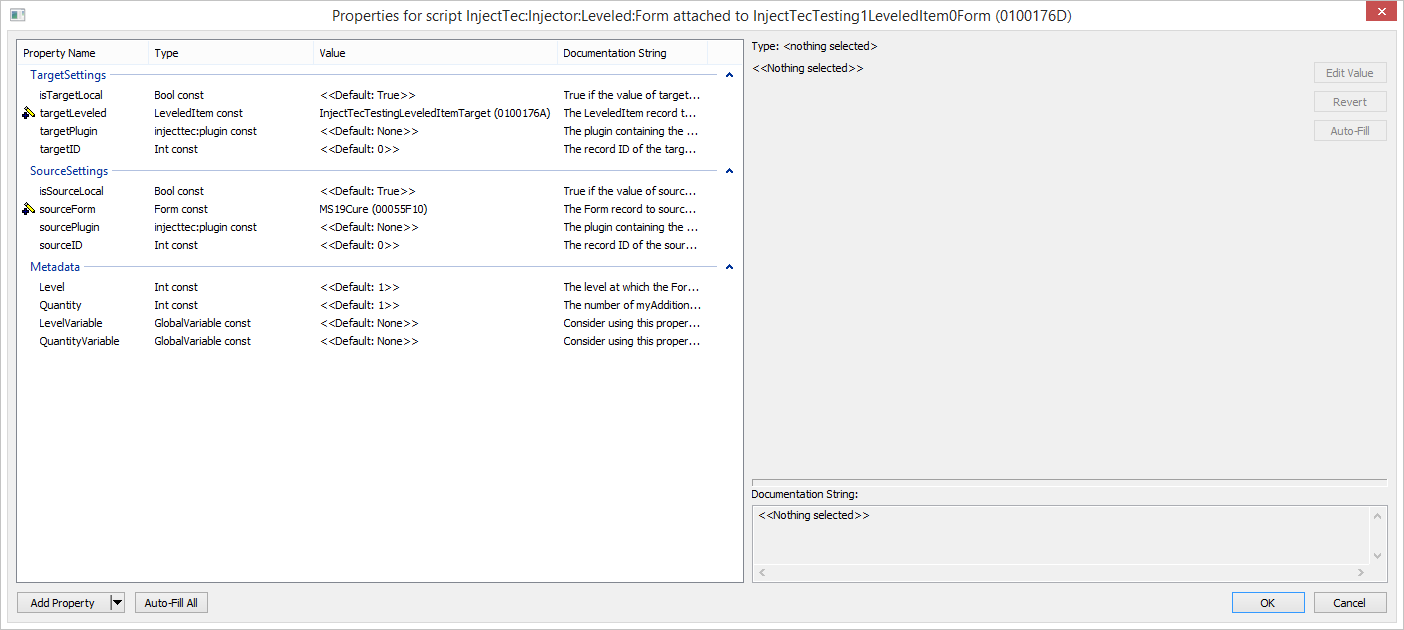 Properties for script InjectTec:Injector:Leveled:Form attached to InjectTecTesting1LeveledItem0Form (0100176D)
Property Name Type Value Documentation String
TargetSettings
isTargetLocal Bool const <<Default: True>> True if the value of target...
targetLeveled LeveledItem const InjectTecTestingLeveledItemTarget (0100176A) The LeveledItem record t...
targetPlugin injecttec:plugin const <<Default: None>> The plugin containing the ...
targetID Int const <<Default: 0>> The record ID of the targ...
SourceSettings
isSourceLocal Bool const <<Default: True>> True if the value of sourc...
sourceForm Form const MS19Cure (00055F10) The Form record to sourc...
sourcePlugin injecttec:plugin const <<Default: None>> The plugin containing the ...
sourceID Int const <<Default: 0>> The record ID of the sour...
Metadata
Level Int const <<Default: 1>> The level at which the For...
Quantity Int const <<Default: 1>> The number of myAddition...
LevelVariable GlobalVariable const <<Default: None>> Consider using this proper...
QuantityVariable GlobalVariable const <<Default: None>> Consider using this proper...
Add Property Auto-Fill All
Type: <nothing selected>
<<Nothing selected>>
Edit Value
Revert
Auto-Fill
Documentation String:
<<Nothing selected>>
OK Cancel